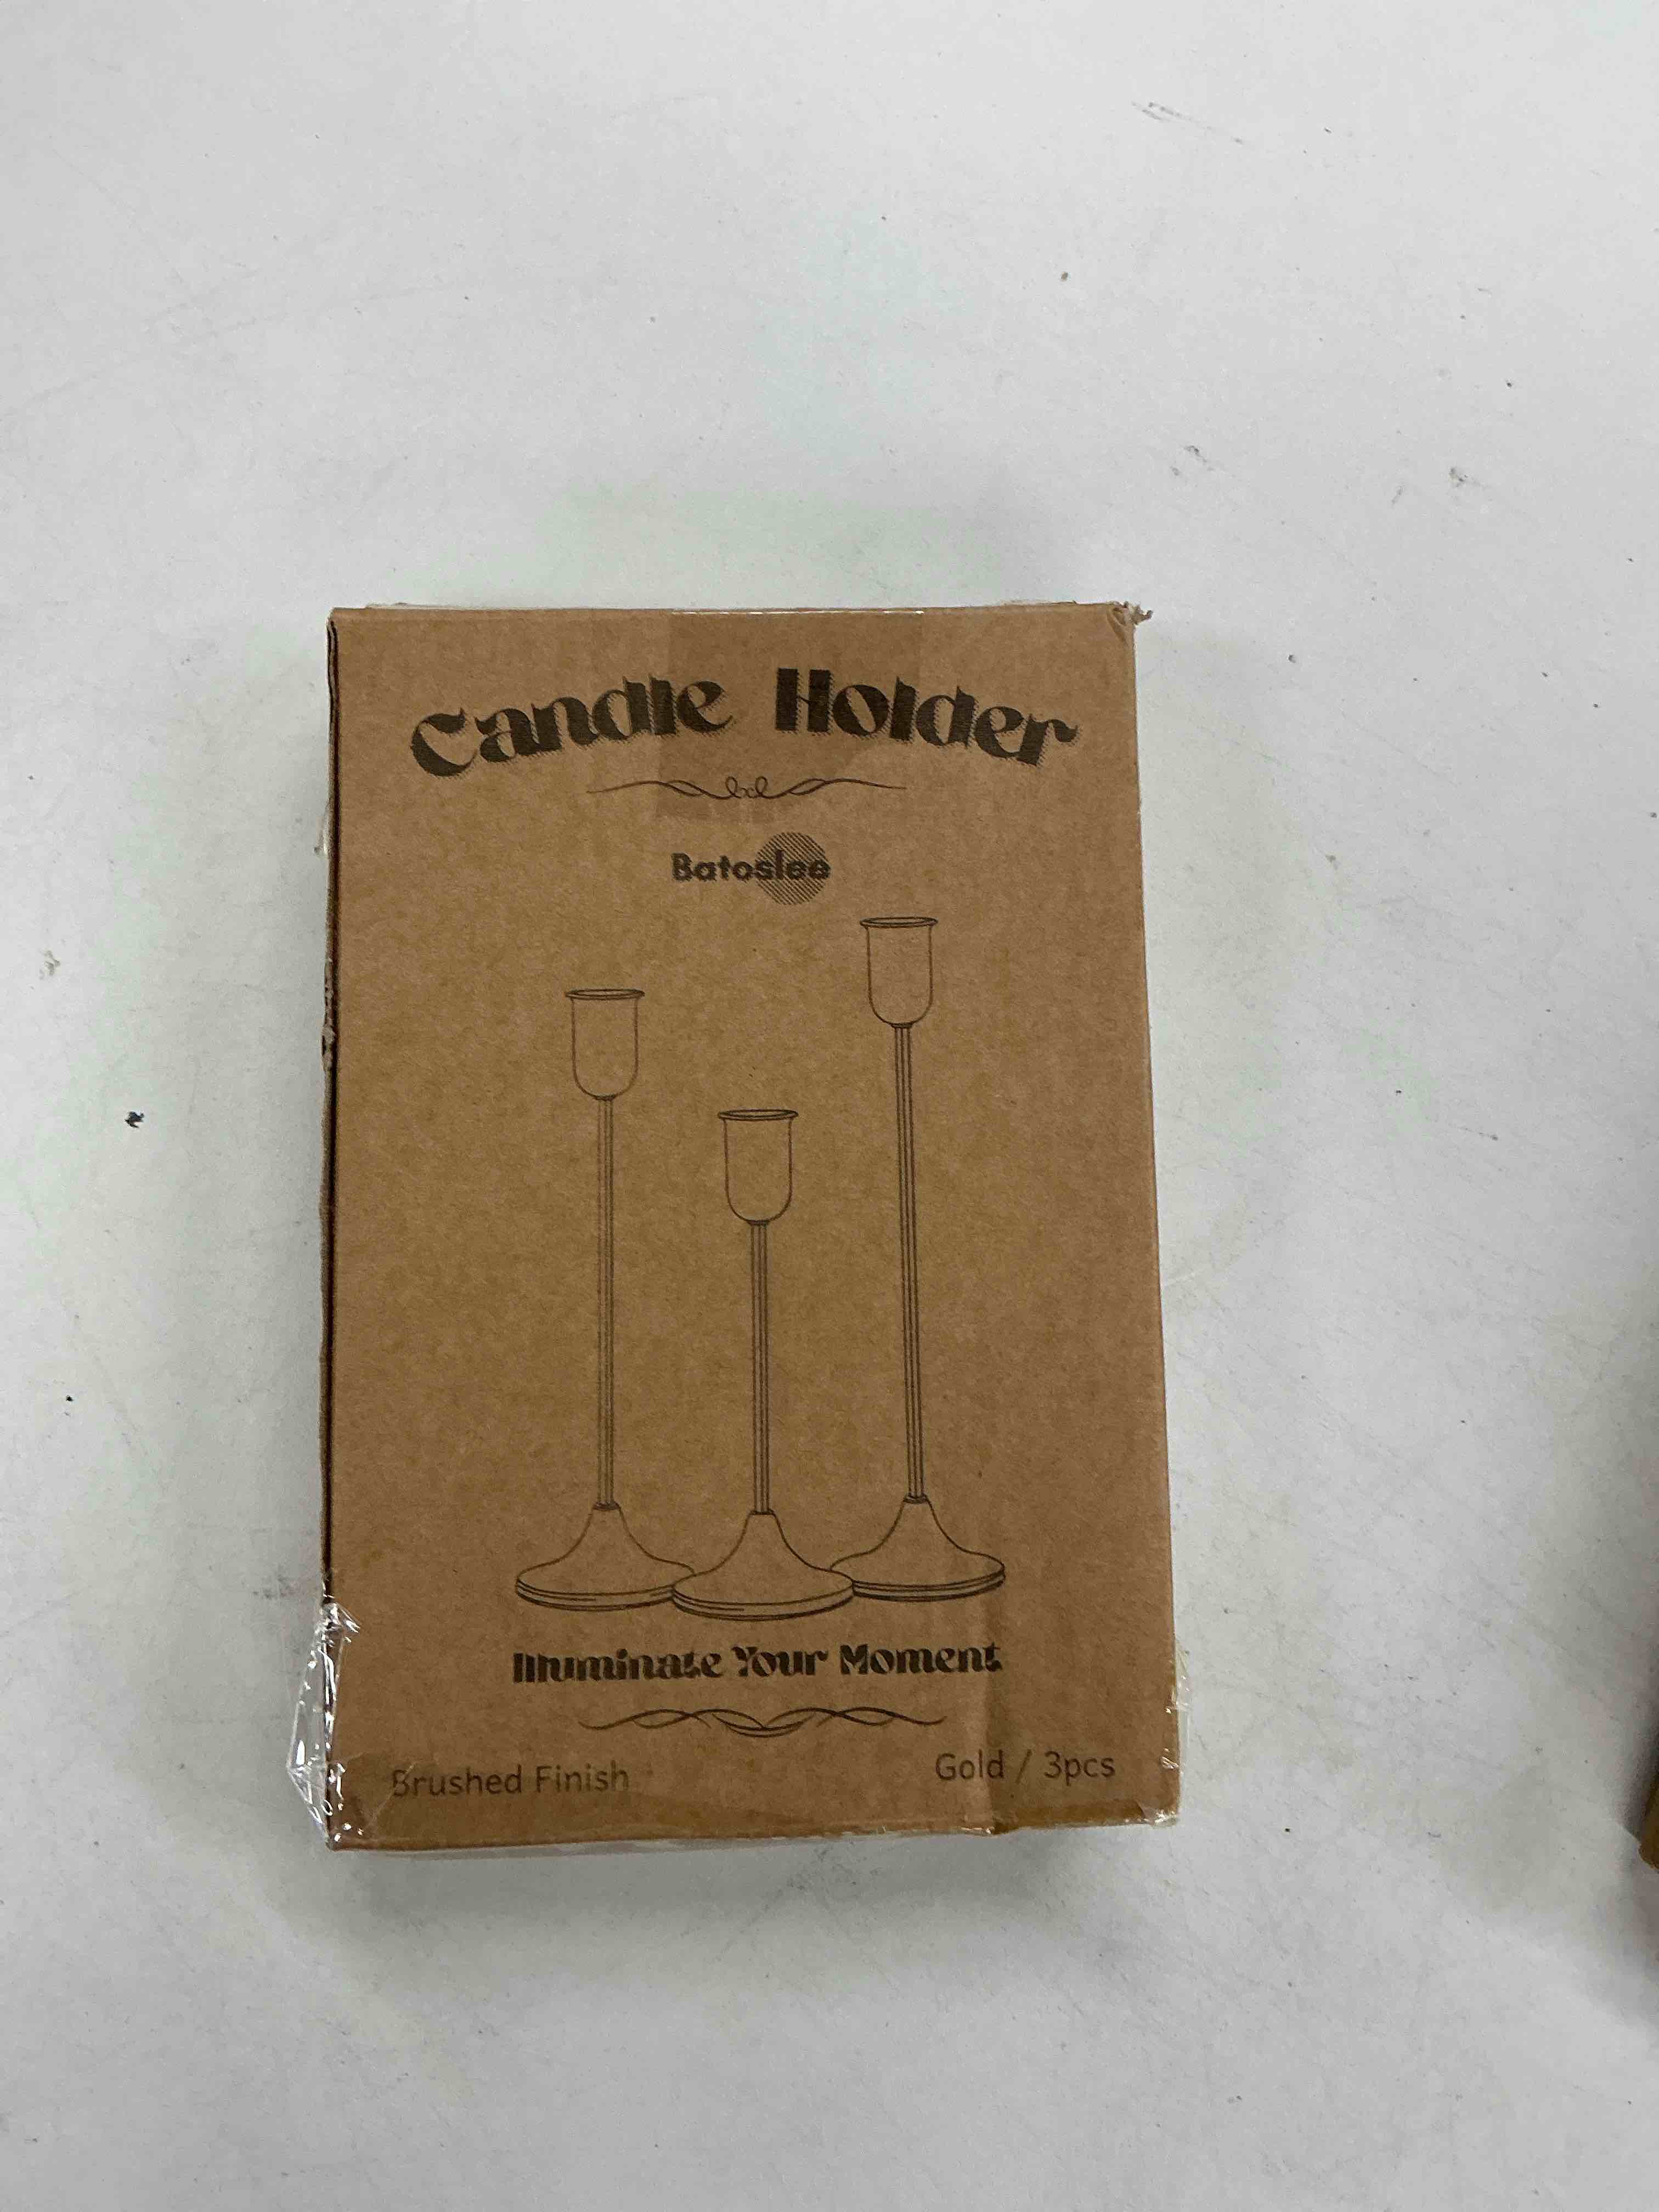 Candle Holder
Batoslee
Illuminate Your Moment
Brushed Finish
Gold / 3pcs